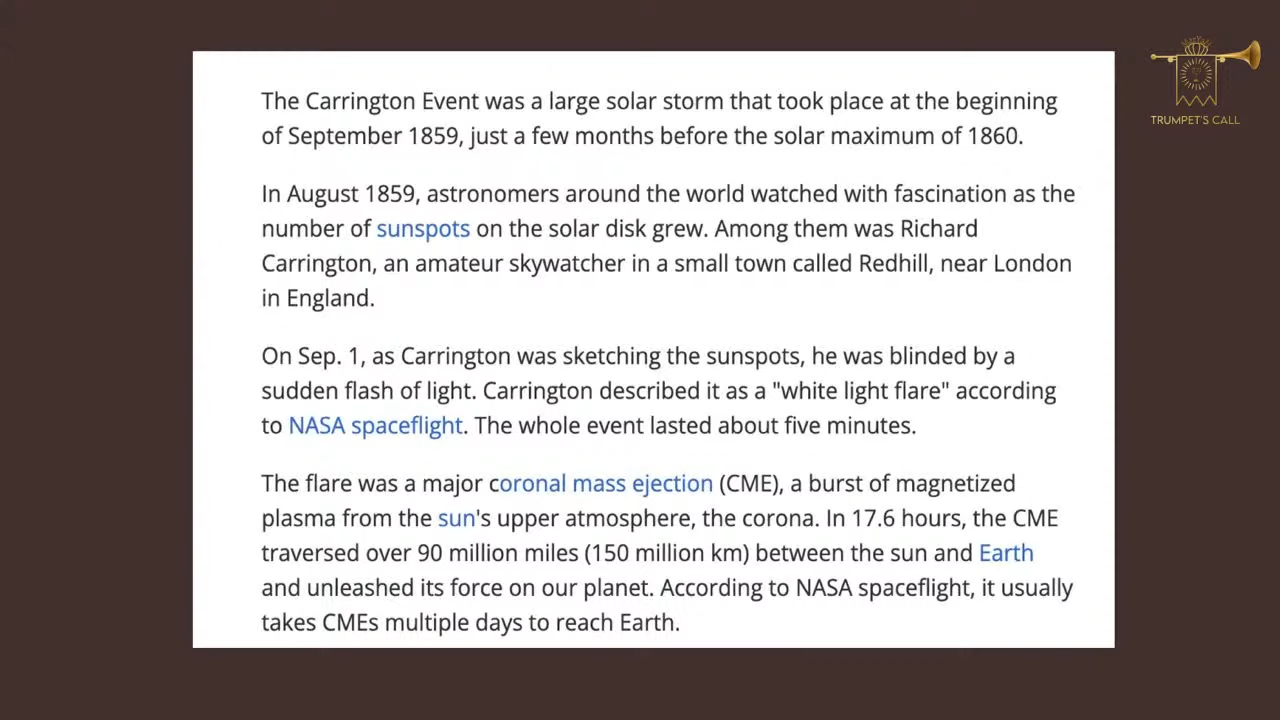 The Carrington Event was a large solar storm that took place at the beginning
of September 1859, just a few months before the solar maximum of 1860.
In August 1859, astronomers around the world watched with fascination as the
number of sunspots on the solar disk grew. Among them was Richard
Carrington, an amateur skywatcher in a small town called Redhill, near London
in England.
On Sep. 1, as Carrington was sketching the sunspots, he was blinded by a
sudden flash of light. Carrington described it as a "white light flare" according
to NASA spaceflight. The whole event lasted about five minutes.
The flare was a major coronal mass ejection (CME), a burst of magnetized
plasma from the sun's upper atmosphere, the corona. In 17.6 hours, the CME
traversed over 90 million miles (150 million km) between the sun and Earth
and unleashed its force on our planet. According to NASA spaceflight, it usually
takes CMEs multiple days to reach Earth.
TRUMPET'S CALL